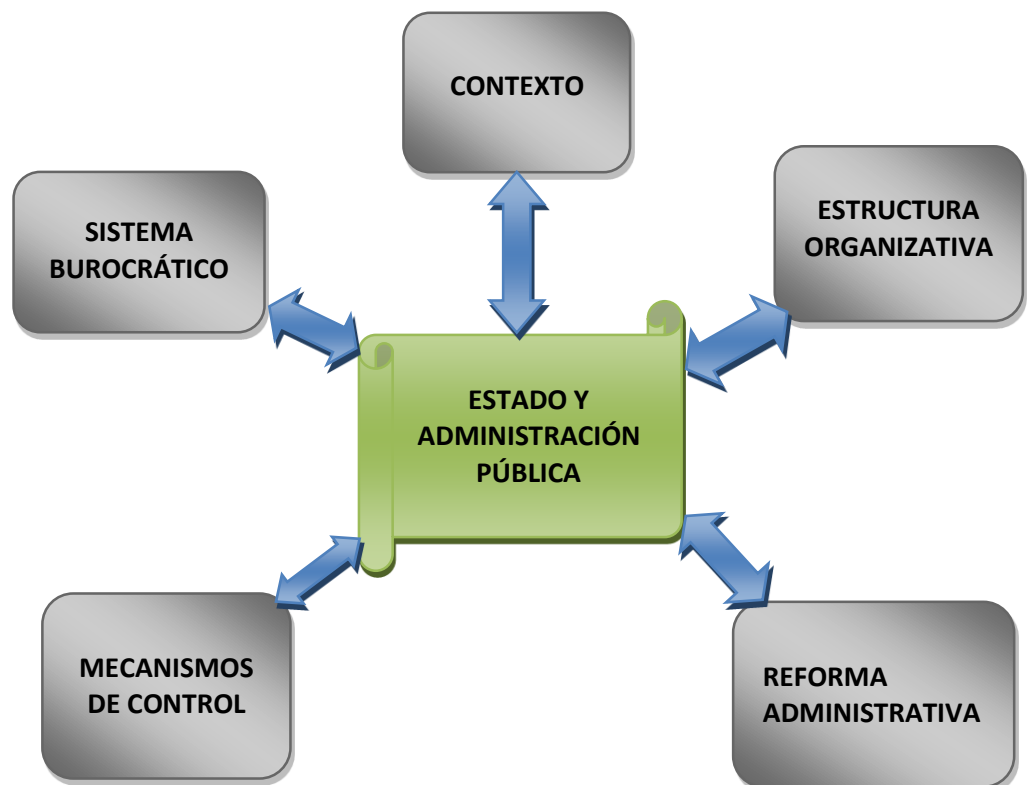 CONTEXTO
SISTEMA
BUROCRÁTICO
ESTRUCTURA
ORGANIZATIVA
ESTADO Y
ADMINISTRACIÓN
PÚBLICA
MECANISMOS
DE CONTROL
REFORMA
ADMINISTRATIVA